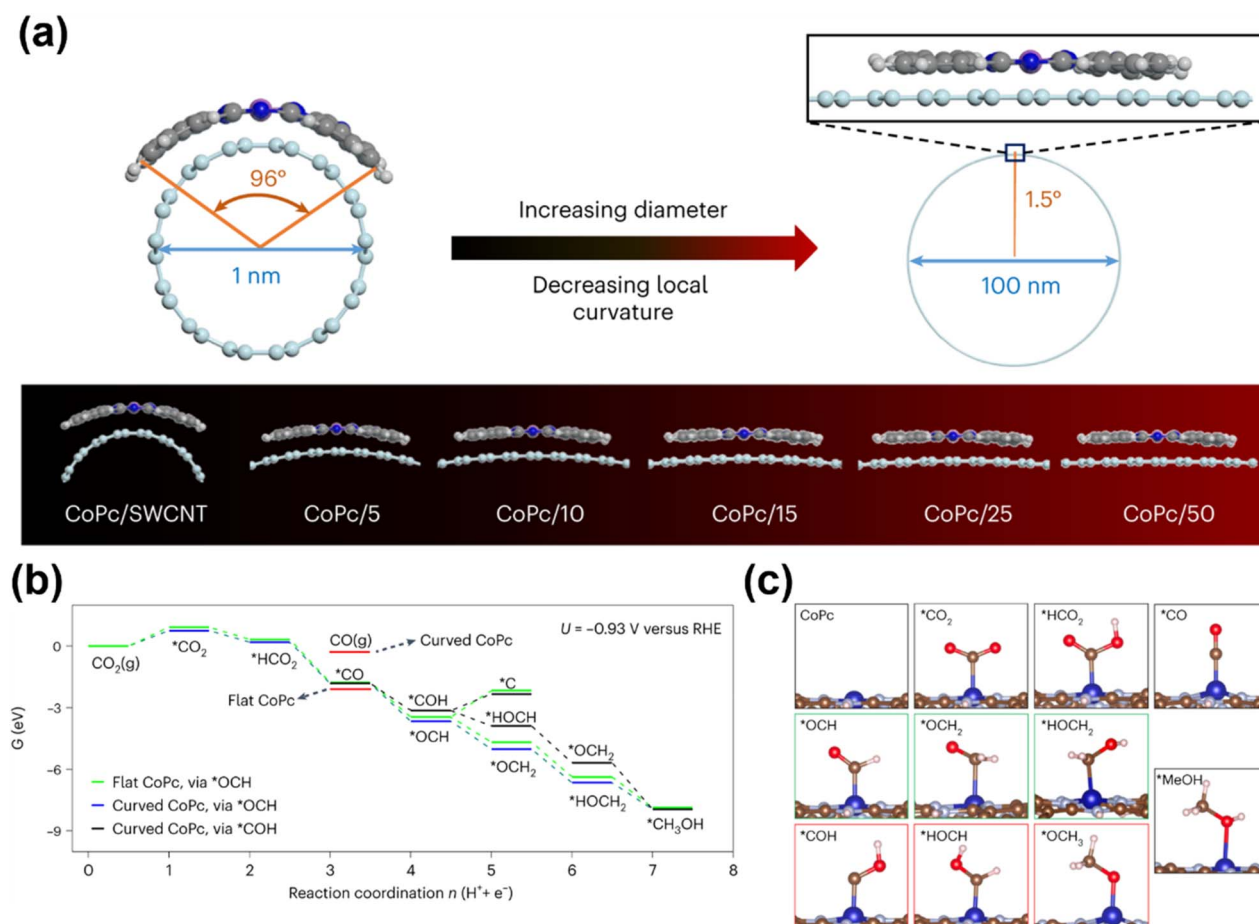 (a)
96°
1 nm
Increasing diameter
Decreasing local
curvature
1.5°
100 nm
CoPc/SWCNT
CoPc/5
CoPc/10
CoPc/15
CoPc/25
CoPc/50
(b)
G (eV)
0
−3
−6
−9
U = −0.93 V versus RHE
CO₂(g)
*CO₂
*HCO₂
CO(g)
Curved CoPc
*CO
Flat CoPc
*COH
*OCH
*C
*HOCH
*OCH₂
*OCH₂
*HOCH₂
*CH₃OH
Flat CoPc, via *OCH
Curved CoPc, via *OCH
Curved CoPc, via *COH
0 1 2 3 4 5 6 7 8
Reaction coordination n (H⁺+ e⁻)
(c)
CoPc
*CO₂
*HCO₂
*CO
*OCH
*OCH₂
*HOCH₂
*MeOH
*COH
*HOCH
*OCH₃